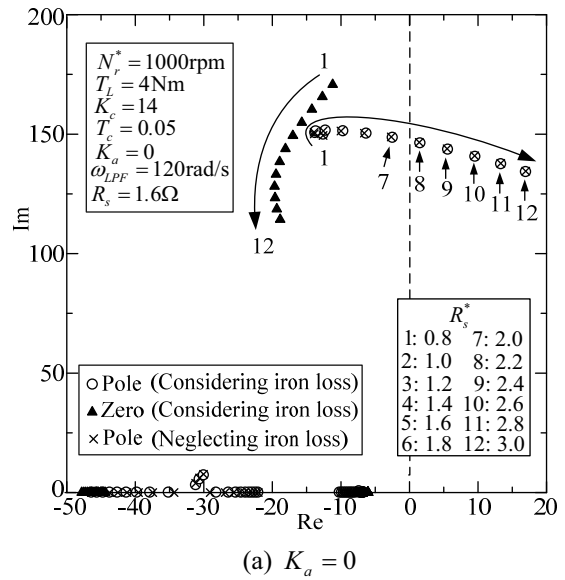 (a) K_a = 0
Im
Re
200
150
100
50
0
-50 -40 -30 -20 -10 0 10 20
N_r^* = 1000rpm
T_L = 4Nm
K_c = 14
T_c = 0.05
K_a = 0
ω_LPF = 120rad/s
R_s = 1.6Ω
1
12
1
7
8
9
10
11
12
R_s^*
1: 0.8 7: 2.0
2: 1.0 8: 2.2
3: 1.2 9: 2.4
4: 1.4 10: 2.6
5: 1.6 11: 2.8
6: 1.8 12: 3.0
Pole (Considering iron loss)
Zero (Considering iron loss)
Pole (Neglecting iron loss)